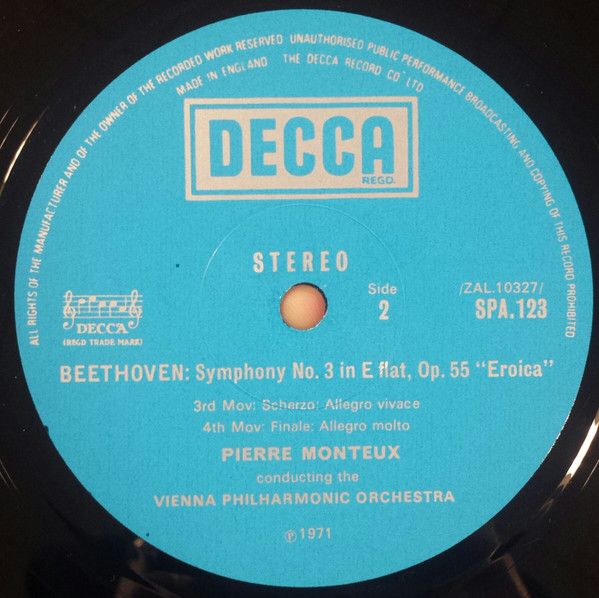 ALL RIGHTS OF THE MANUFACTURER AND OF THE OWNER OF THE RECORDED WORK RESERVED UNAUTHORISED PUBLIC PERFORMANCE BROADCASTING AND COPYING OF THIS RECORD PROHIBITED
MADE IN ENGLAND THE DECCA RECORD CO LTD
DECCA
REGD.
STEREO
Side
2
/ZAL.10327/
SPA.123
DECCA
(REGD TRADE MARK)
BEETHOVEN: Symphony No. 3 in E flat, Op. 55 "Eroica"
3rd Mov: Scherzo: Allegro vivace
4th Mov: Finale: Allegro molto
PIERRE MONTEUX
conducting the
VIENNA PHILHARMONIC ORCHESTRA
℗ 1971